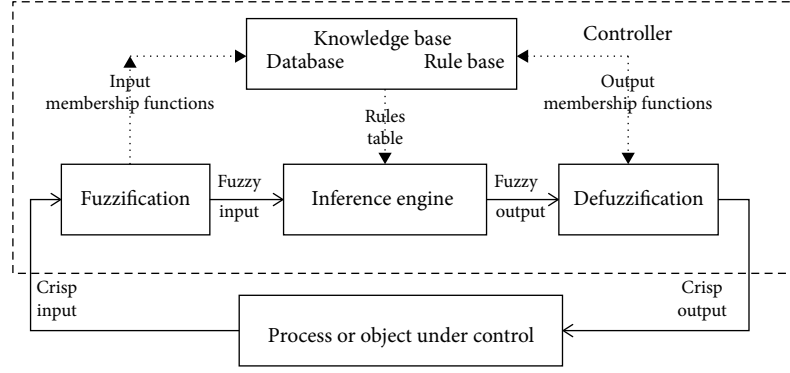 Knowledge base
Controller
Database
Rule base
Input
membership functions
Output
membership functions
Rules
table
Fuzzification
Fuzzy
input
Inference engine
Fuzzy
output
Defuzzification
Crisp
input
Crisp
output
Process or object under control